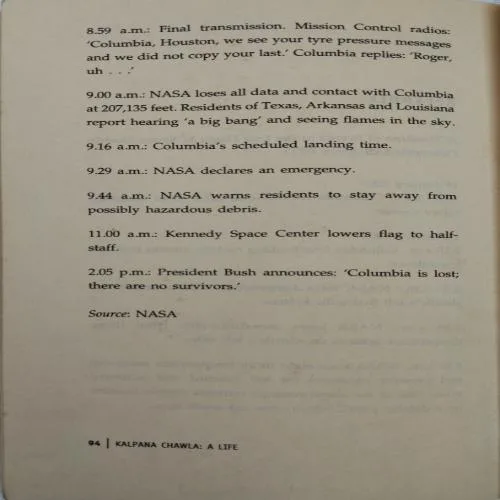 8.59 a.m.: Final transmission. Mission Control radios:
‘Columbia, Houston, we see your tyre pressure messages
and we did not copy your last.’ Columbia replies: ‘Roger,
uh . . .’
9.00 a.m.: NASA loses all data and contact with Columbia
at 207,135 feet. Residents of Texas, Arkansas and Louisiana
report hearing ‘a big bang’ and seeing flames in the sky.
9.16 a.m.: Columbia’s scheduled landing time.
9.29 a.m.: NASA declares an emergency.
9.44 a.m.: NASA warns residents to stay away from
possibly hazardous debris.
11.00 a.m.: Kennedy Space Center lowers flag to half-
staff.
2.05 p.m.: President Bush announces: ‘Columbia is lost;
there are no survivors.’
Source: NASA
94 | KALPANA CHAWLA: A LIFE